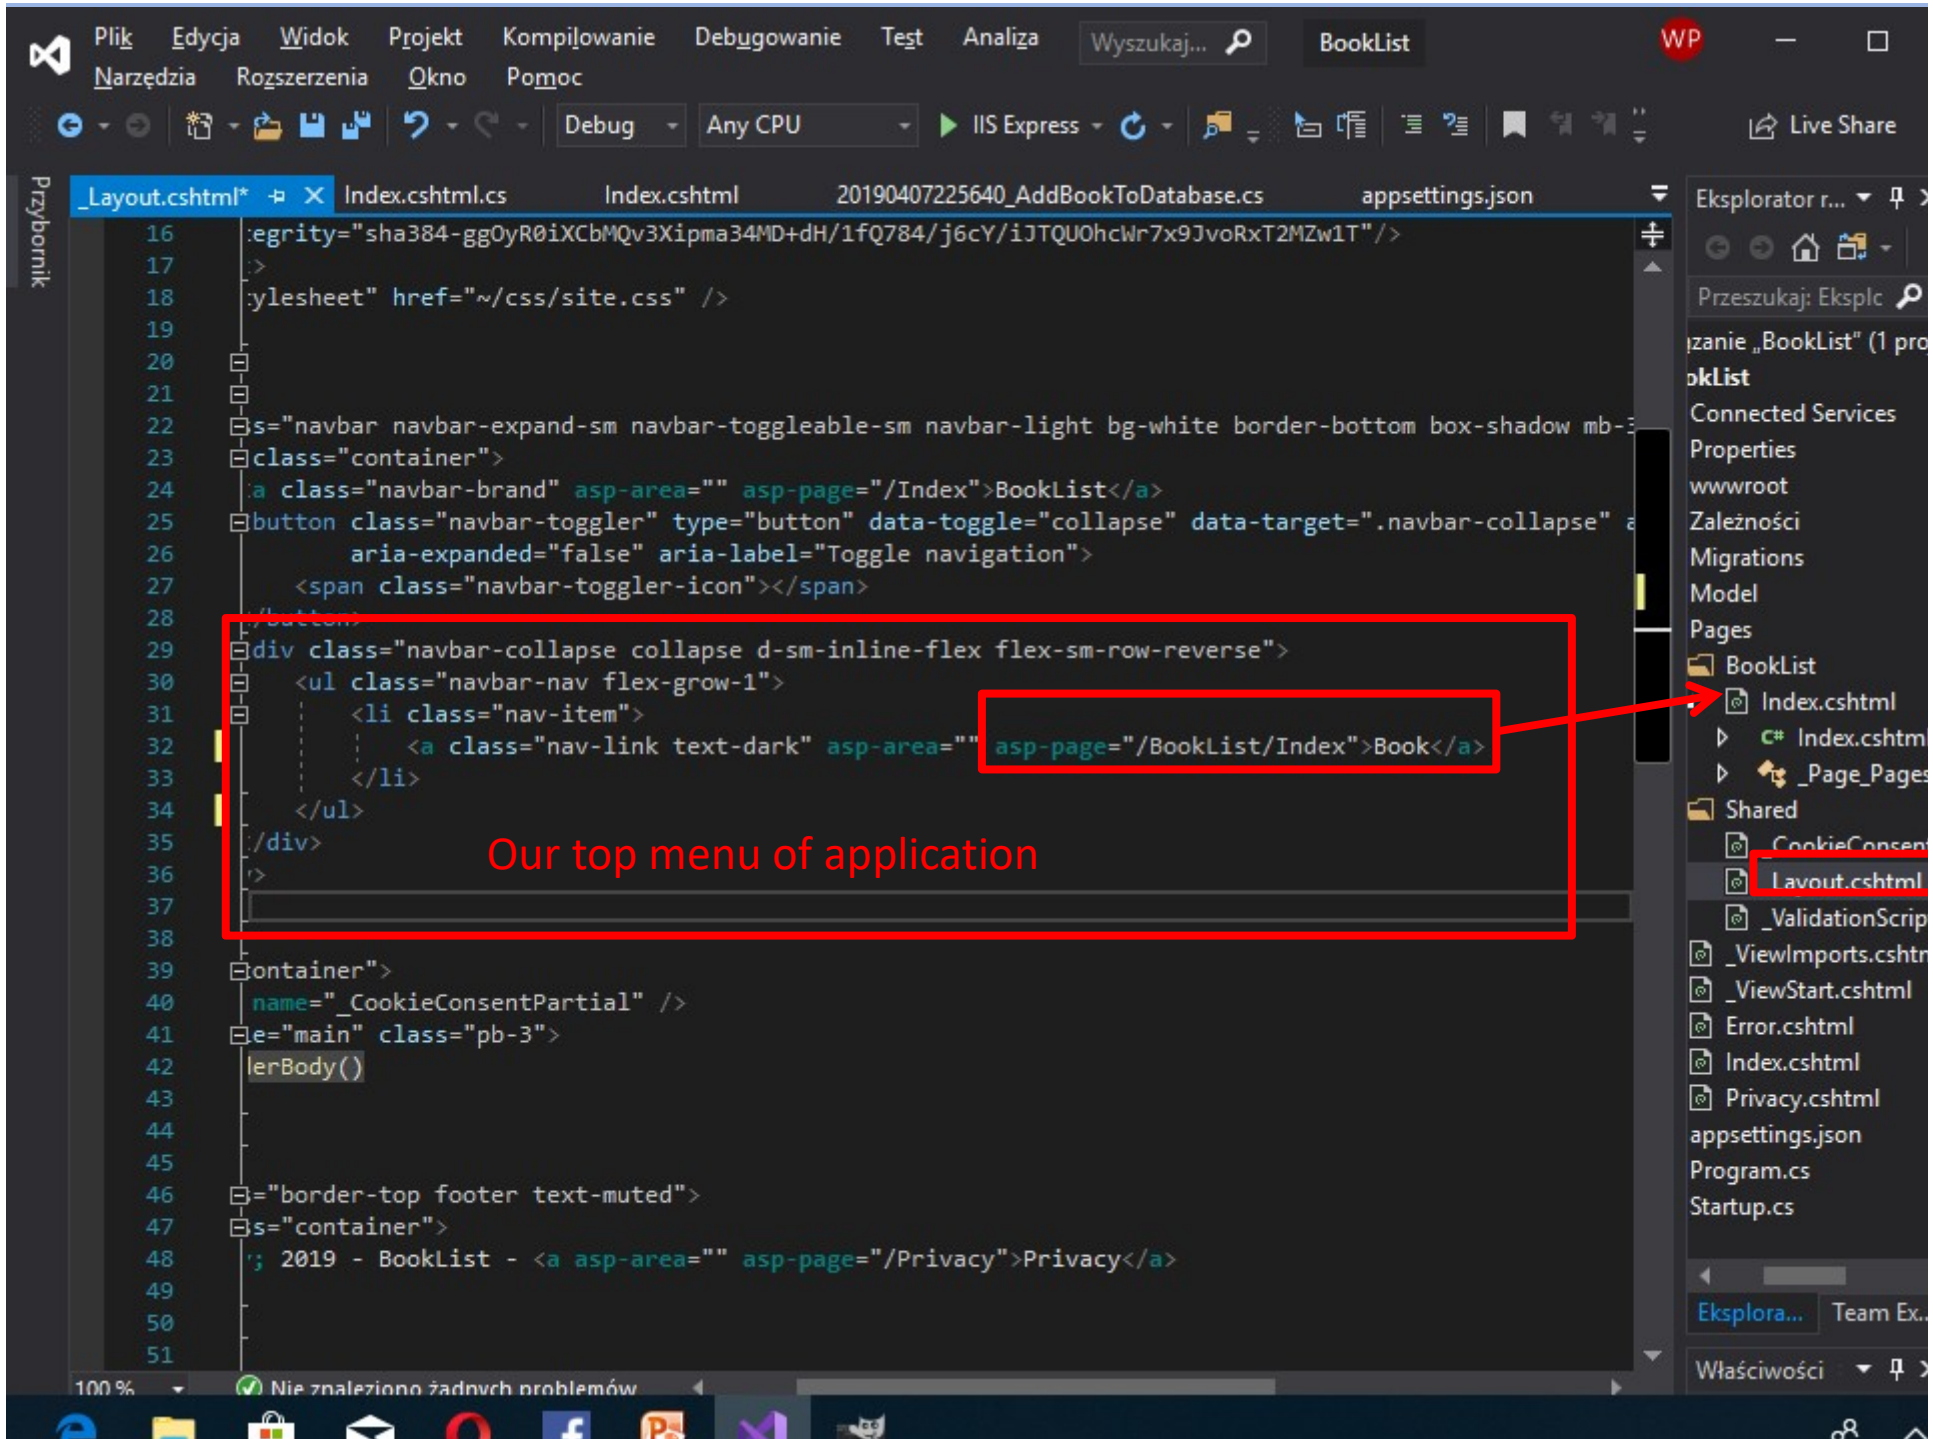 Plik Edycja Widok Projekt Kompilowanie Debugowanie Test Analiza Wyszukaj... BookList WP
Narzędzia Rozszerzenia Okno Pomoc
Debug Any CPU IIS Express Live Share
Przybornik
_Layout.cshtml* Index.cshtml.cs Index.cshtml 20190407225640_AddBookToDatabase.cs appsettings.json
16 :egrity="sha384-ggOyR0iXCbMQv3Xipma34MD+dH/1fQ784/j6cY/iJTQUOhcWr7x9JvoRxT2MZw1T"/>
17 :>
18 :ylesheet" href="~/css/site.css" />
19
20
21
22 s="navbar navbar-expand-sm navbar-toggleable-sm navbar-light bg-white border-bottom box-shadow mb-3
23 class="container">
24 :a class="navbar-brand" asp-area="" asp-page="/Index">BookList</a>
25 button class="navbar-toggler" type="button" data-toggle="collapse" data-target=".navbar-collapse" a
26 aria-expanded="false" aria-label="Toggle navigation">
27 <span class="navbar-toggler-icon"></span>
28 :/button>
29 div class="navbar-collapse collapse d-sm-inline-flex flex-sm-row-reverse">
30 <ul class="navbar-nav flex-grow-1">
31 <li class="nav-item">
32 <a class="nav-link text-dark" asp-area="" asp-page="/BookList/Index">Book</a>
33 </li>
34 </ul>
35 :/div>
36 >
37
38
39 container">
40 name="_CookieConsentPartial" />
41 e="main" class="pb-3">
42 lerBody()
43
44
45
46 ="border-top footer text-muted">
47 s="container">
48 ; 2019 - BookList - <a asp-area="" asp-page="/Privacy">Privacy</a>
49
50
51
Our top menu of application
100 % Nie znaleziono żadnych problemów
Eksplorator r...
Przeszukaj: Eksplc
ązanie „BookList" (1 pro
okList
Connected Services
Properties
wwwroot
Zależności
Migrations
Model
Pages
BookList
Index.cshtml
C# Index.cshtml
_Page_Pages
Shared
_CookieConsent
_Layout.cshtml
_ValidationScrip
_ViewImports.cshtm
_ViewStart.cshtml
Error.cshtml
Index.cshtml
Privacy.cshtml
appsettings.json
Program.cs
Startup.cs
Eksplora... Team Ex...
Właściwości